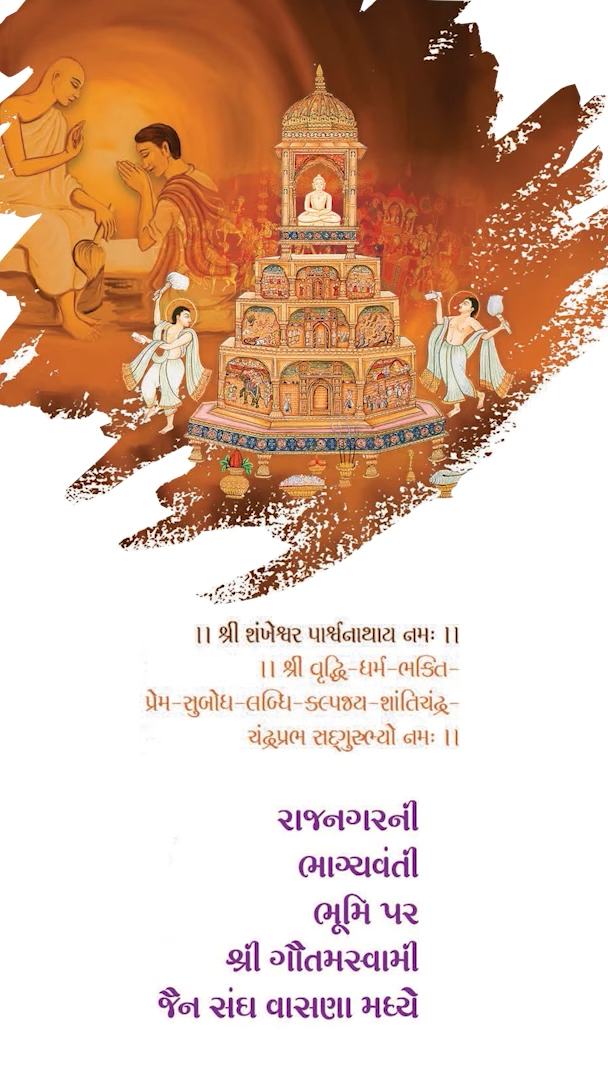 ।। શ્રી શંખેશ્વર પાર્શ્વનાથાય નમઃ ।।
।। શ્રી વૃદ્ધિ-ધર્મ-ભક્તિ-
પ્રેમ-સુબોધ-લબ્ધિ-કલ્પજય-શાંતિચંદ્ર-
ચંદ્રપ્રભ સદ્‌ગુરુભ્યો નમઃ ।।
રાજનગરની
ભાગ્યવંતી
ભૂમિ પર
શ્રી ગૌતમસ્વામી
જૈન સંઘ વાસણા મધ્યે